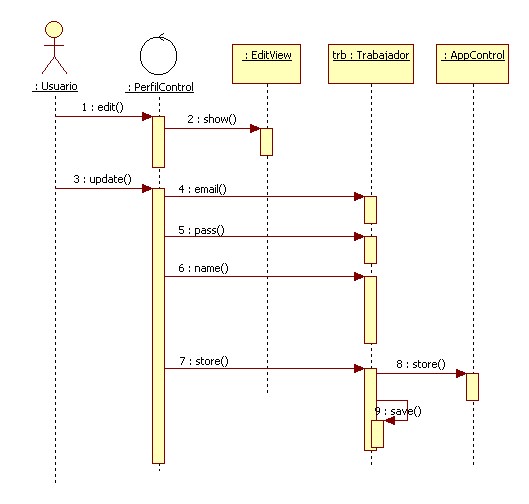 : Usuario
: PerfilControl
: EditView
trb : Trabajador
: AppControl
1 : edit()
2 : show()
3 : update()
4 : email()
5 : pass()
6 : name()
7 : store()
8 : store()
9 : save()